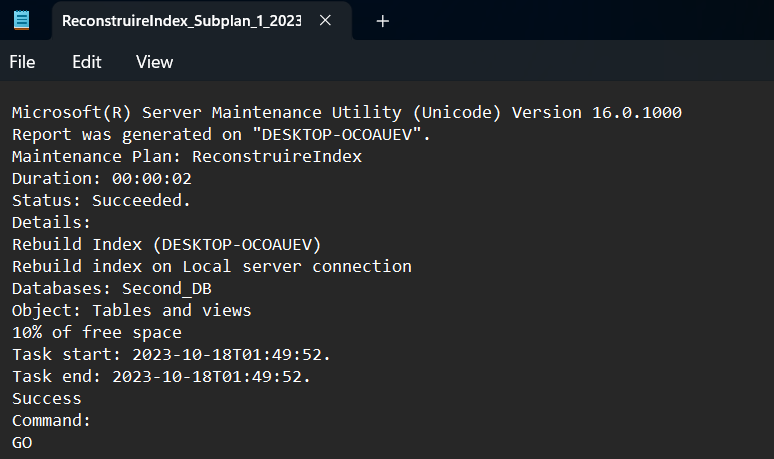 ReconstruireIndex_Subplan_1_2023
File Edit View
Microsoft(R) Server Maintenance Utility (Unicode) Version 16.0.1000
Report was generated on "DESKTOP-OCOAUEV".
Maintenance Plan: ReconstruireIndex
Duration: 00:00:02
Status: Succeeded.
Details:
Rebuild Index (DESKTOP-OCOAUEV)
Rebuild index on Local server connection
Databases: Second_DB
Object: Tables and views
10% of free space
Task start: 2023-10-18T01:49:52.
Task end: 2023-10-18T01:49:52.
Success
Command:
GO